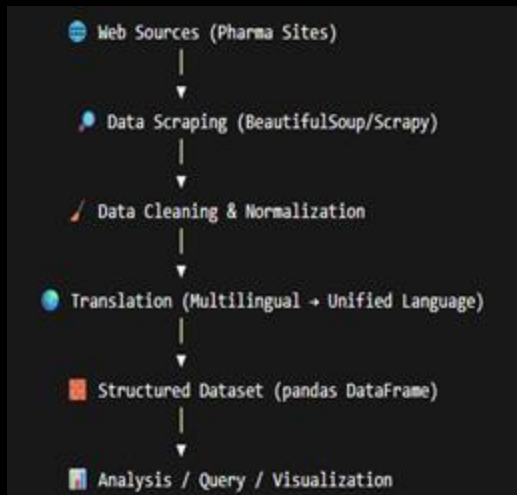 Web Sources (Pharma Sites)
Data Scraping (BeautifulSoup/Scrapy)
Data Cleaning & Normalization
Translation (Multilingual → Unified Language)
Structured Dataset (pandas DataFrame)
Analysis / Query / Visualization